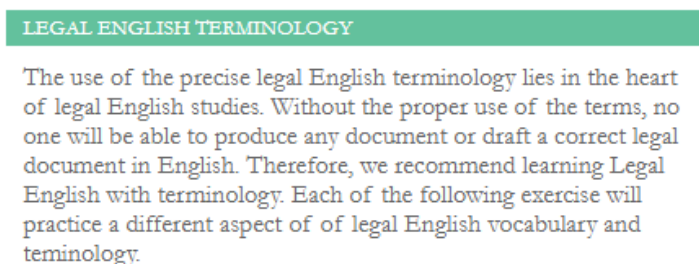 LEGAL ENGLISH TERMINOLOGY
The use of the precise legal English terminology lies in the heart
of legal English studies. Without the proper use of the terms, no
one will be able to produce any document or draft a correct legal
document in English. Therefore, we recommend learning Legal
English with terminology. Each of the following exercise will
practice a different aspect of of legal English vocabulary and
teminology.